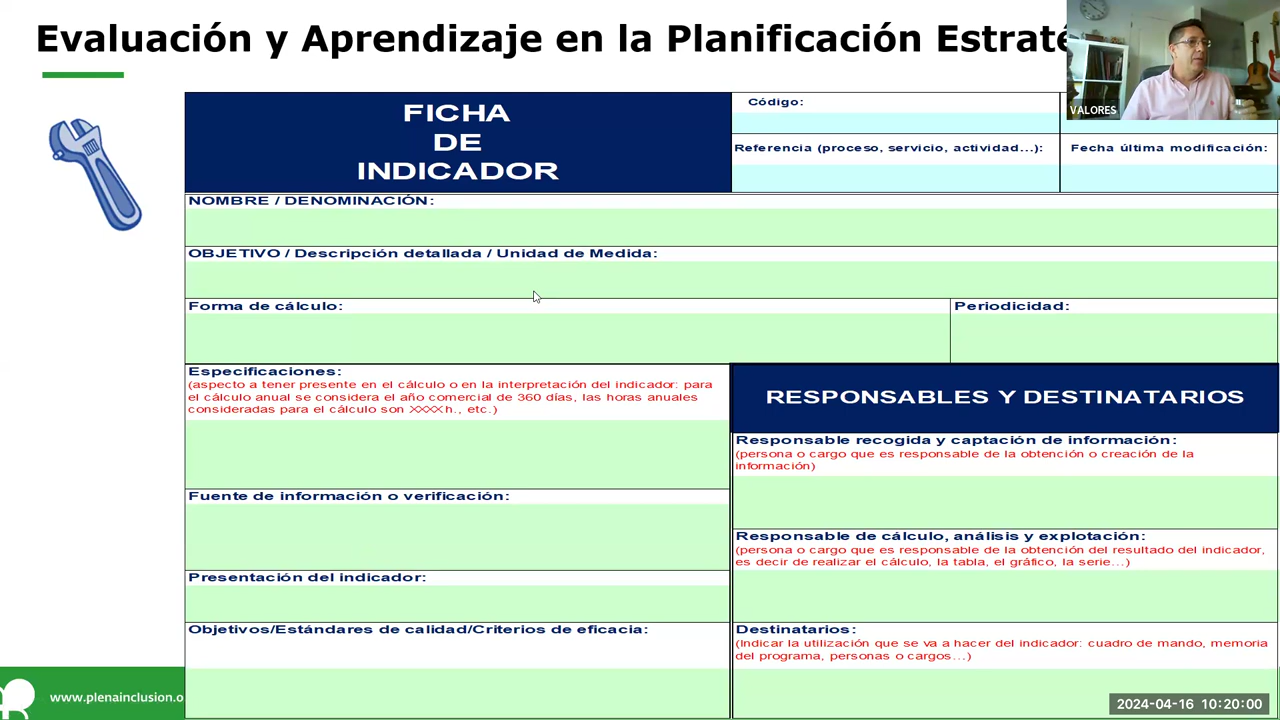 Evaluación y Aprendizaje en la Planificación Estraté
VALORES
FICHA
DE
INDICADOR
Código:
Referencia (proceso, servicio, actividad...):
Fecha última modificación:
NOMBRE / DENOMINACIÓN:
OBJETIVO / Descripción detallada / Unidad de Medida:
Forma de cálculo:
Periodicidad:
Especificaciones:
(aspecto a tener presente en el cálculo o en la interpretación del indicador: para
el cálculo anual se considera el año comercial de 360 días, las horas anuales
consideradas para el cálculo son XXXX h., etc.)
Fuente de información o verificación:
Presentación del indicador:
Objetivos/Estándares de calidad/Criterios de eficacia:
RESPONSABLES Y DESTINATARIOS
Responsable recogida y captación de información:
(persona o cargo que es responsable de la obtención o creación de la
información)
Responsable de cálculo, análisis y explotación:
(persona o cargo que es responsable de la obtención del resultado del indicador,
es decir de realizar el cálculo, la tabla, el gráfico, la serie...)
Destinatarios:
(Indicar la utilización que se va a hacer del indicador: cuadro de mando, memoria
del programa, personas o cargos...)
www.plenainclusion.o
2024-04-16 10:20:00